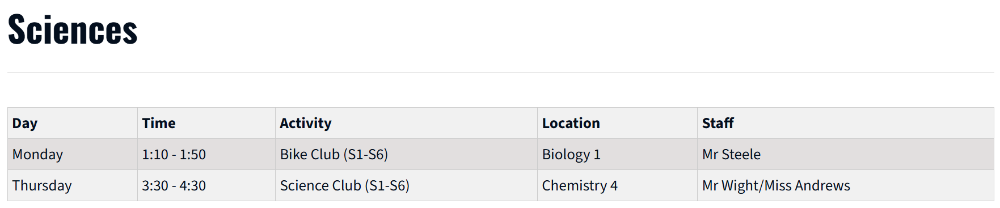 Sciences
Day Time Activity Location Staff
Monday 1:10 - 1:50 Bike Club (S1-S6) Biology 1 Mr Steele
Thursday 3:30 - 4:30 Science Club (S1-S6) Chemistry 4 Mr Wight/Miss Andrews